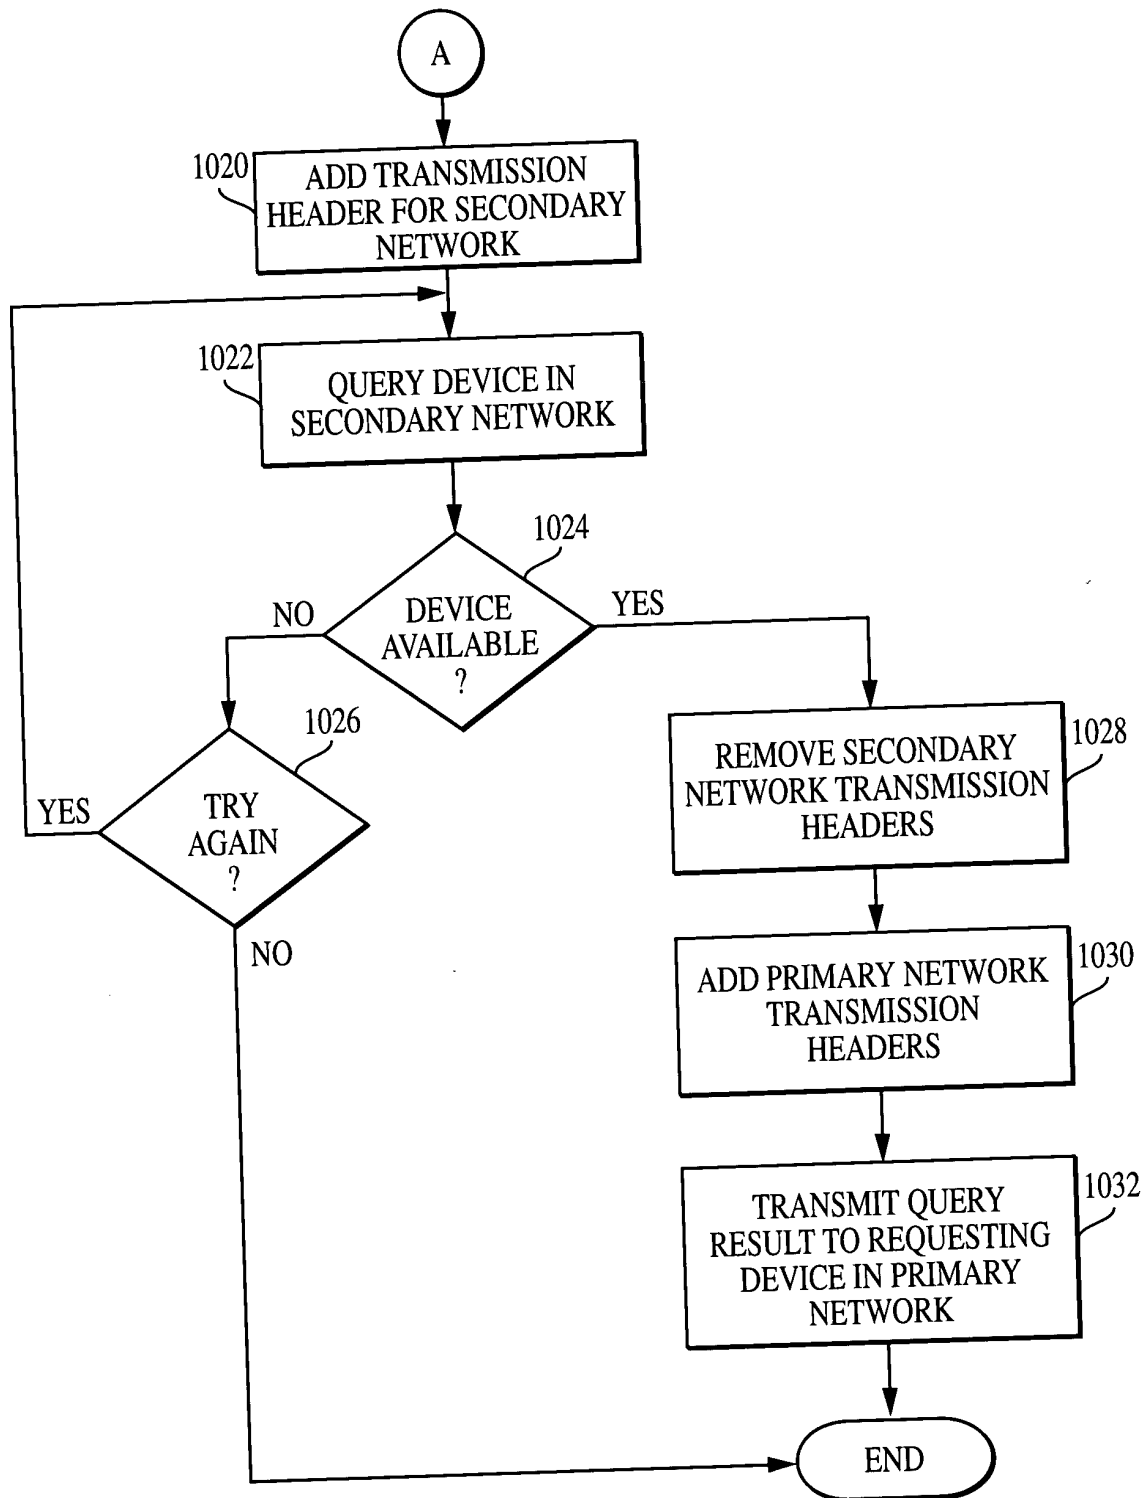 A
1020
ADD TRANSMISSION
HEADER FOR SECONDARY
NETWORK
1022
QUERY DEVICE IN
SECONDARY NETWORK
1024
DEVICE
AVAILABLE
?
NO
YES
1026
TRY
AGAIN
?
YES
NO
REMOVE SECONDARY
NETWORK TRANSMISSION
HEADERS
1028
ADD PRIMARY NETWORK
TRANSMISSION
HEADERS
1030
TRANSMIT QUERY
RESULT TO REQUESTING
DEVICE IN PRIMARY
NETWORK
1032
END